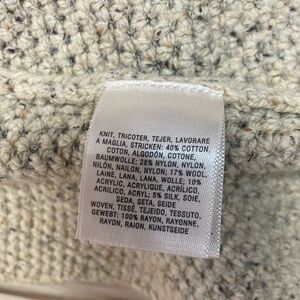 KNIT, TRICOTER, TEJER, LAVORARE
A MAGLIA, STRICKEN: 40% COTTON,
COTON, ALGODÓN, COTONE,
BAUMWOLLE; 28% NYLON, NYLON,
NILÓN, NAILON, NYLON; 17% WOOL,
LAINE, LANA, LANA, WOLLE; 10%
ACRYLIC, ACRYLIQUE, ACRÍLICO,
ACRILICO, ACRYL; 5% SILK, SOIE,
SEDA, SETA, SEIDE
WOVEN, TISSÉ, TEJIDO, TESSUTO,
GEWEBT: 100% RAYON, RAYONNE,
RAYON, RAION, KUNSTSEIDE